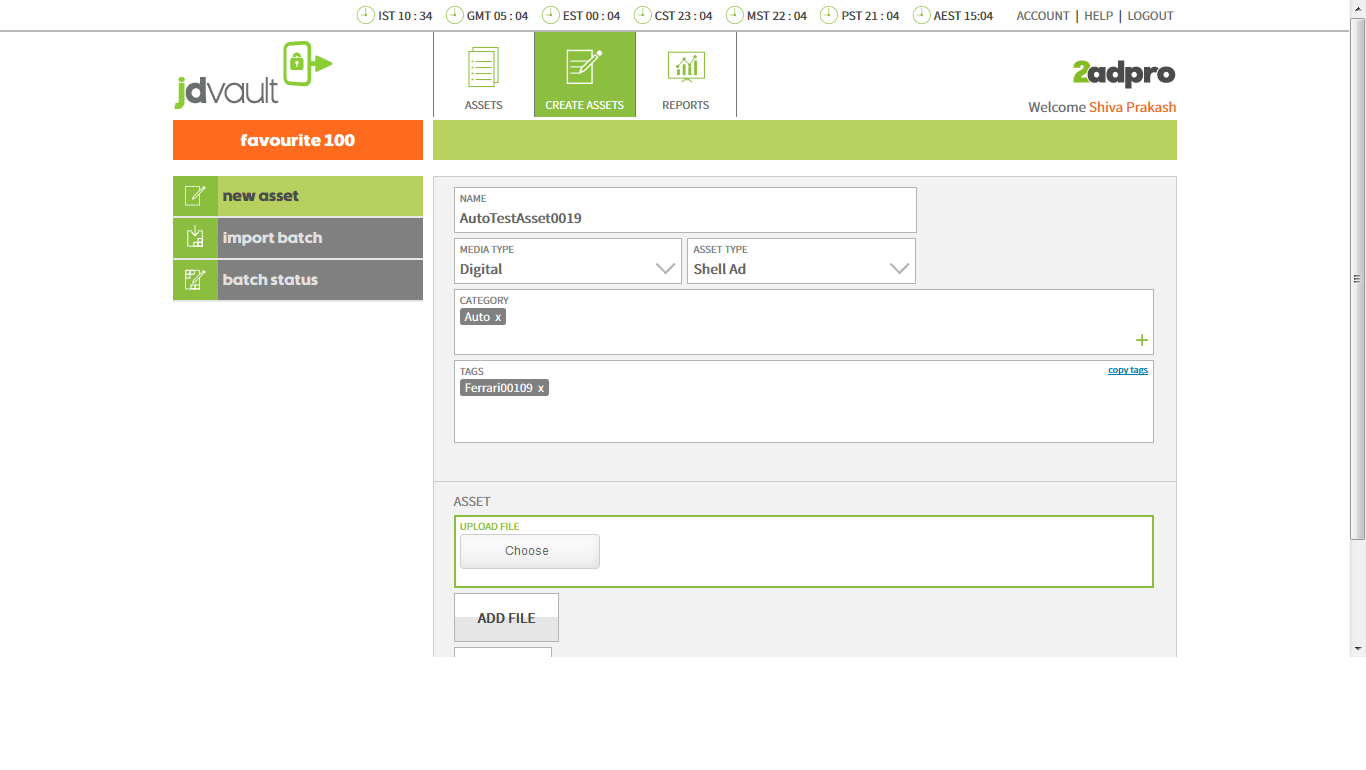 IST 10 : 34 GMT 05 : 04 EST 00 : 04 CST 23 : 04 MST 22 : 04 PST 21 : 04 AEST 15:04 ACCOUNT | HELP | LOGOUT
jdvault
ASSETS CREATE ASSETS REPORTS
2adpro
Welcome Shiva Prakash
favourite 100
new asset
import batch
batch status
NAME
AutoTestAsset0019
MEDIA TYPE ASSET TYPE
Digital Shell Ad
CATEGORY
Auto x
+
TAGS copy tags
Ferrari00109 x
ASSET
UPLOAD FILE
Choose
ADD FILE